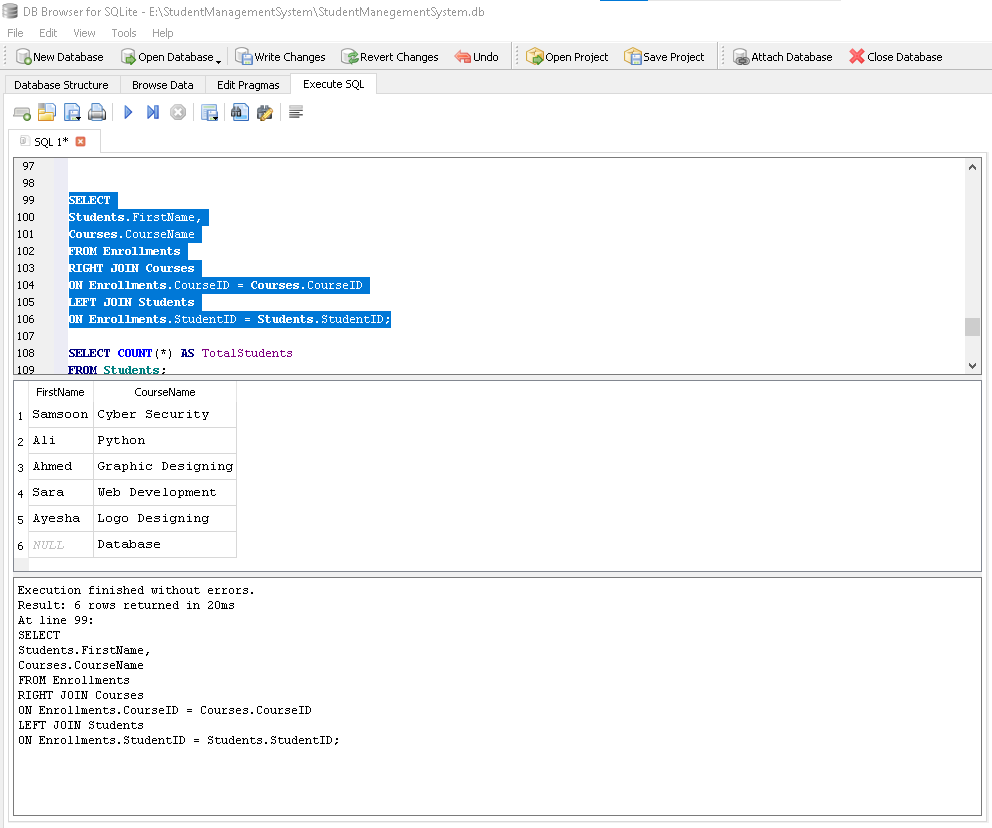 DB Browser for SQLite - E:\StudentManagementSystem\StudentManegementSystem.db
File Edit View Tools Help
New Database Open Database Write Changes Revert Changes Undo Open Project Save Project Attach Database Close Database
Database Structure Browse Data Edit Pragmas Execute SQL
SQL 1*
97
98
99 SELECT
100 Students.FirstName,
101 Courses.CourseName
102 FROM Enrollments
103 RIGHT JOIN Courses
104 ON Enrollments.CourseID = Courses.CourseID
105 LEFT JOIN Students
106 ON Enrollments.StudentID = Students.StudentID;
107
108 SELECT COUNT(*) AS TotalStudents
109 FROM Students;
FirstName CourseName
1 Samsoon Cyber Security
2 Ali Python
3 Ahmed Graphic Designing
4 Sara Web Development
5 Ayesha Logo Designing
6 NULL Database
Execution finished without errors.
Result: 6 rows returned in 20ms
At line 99:
SELECT
Students.FirstName,
Courses.CourseName
FROM Enrollments
RIGHT JOIN Courses
ON Enrollments.CourseID = Courses.CourseID
LEFT JOIN Students
ON Enrollments.StudentID = Students.StudentID;